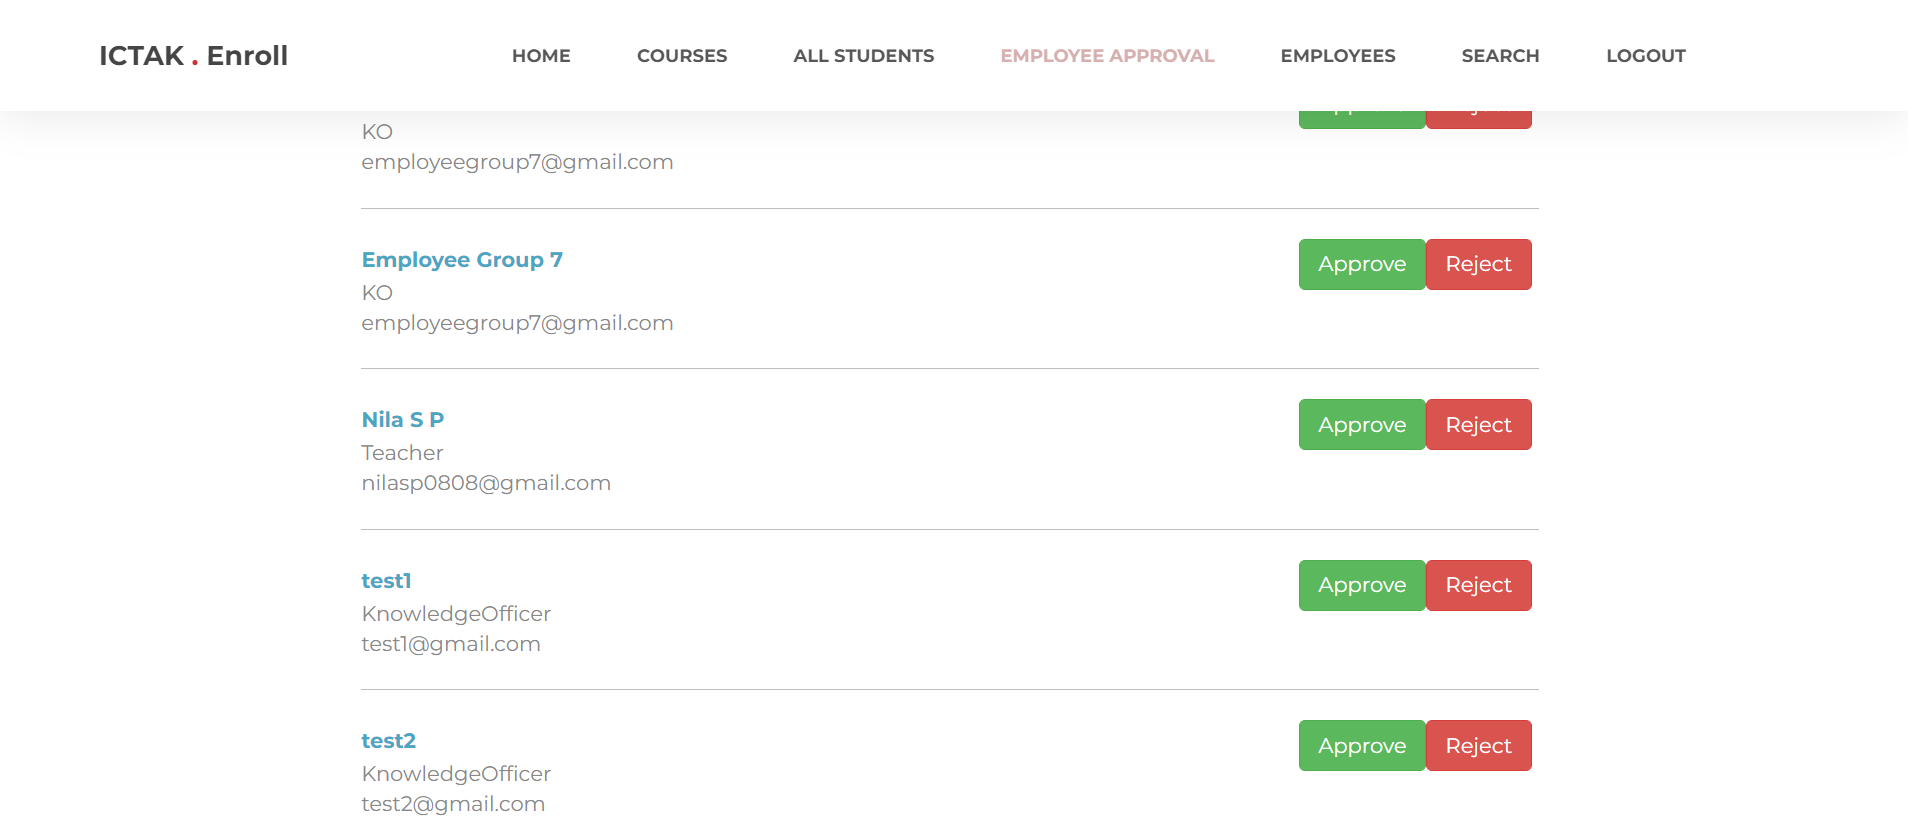 ICTAK . Enroll
HOME
COURSES
ALL STUDENTS
EMPLOYEE APPROVAL
EMPLOYEES
SEARCH
LOGOUT
KO
employeegroup7@gmail.com
Employee Group 7
Approve Reject
KO
employeegroup7@gmail.com
Nila S P
Approve Reject
Teacher
nilasp0808@gmail.com
test1
Approve Reject
KnowledgeOfficer
test1@gmail.com
test2
Approve Reject
KnowledgeOfficer
test2@gmail.com